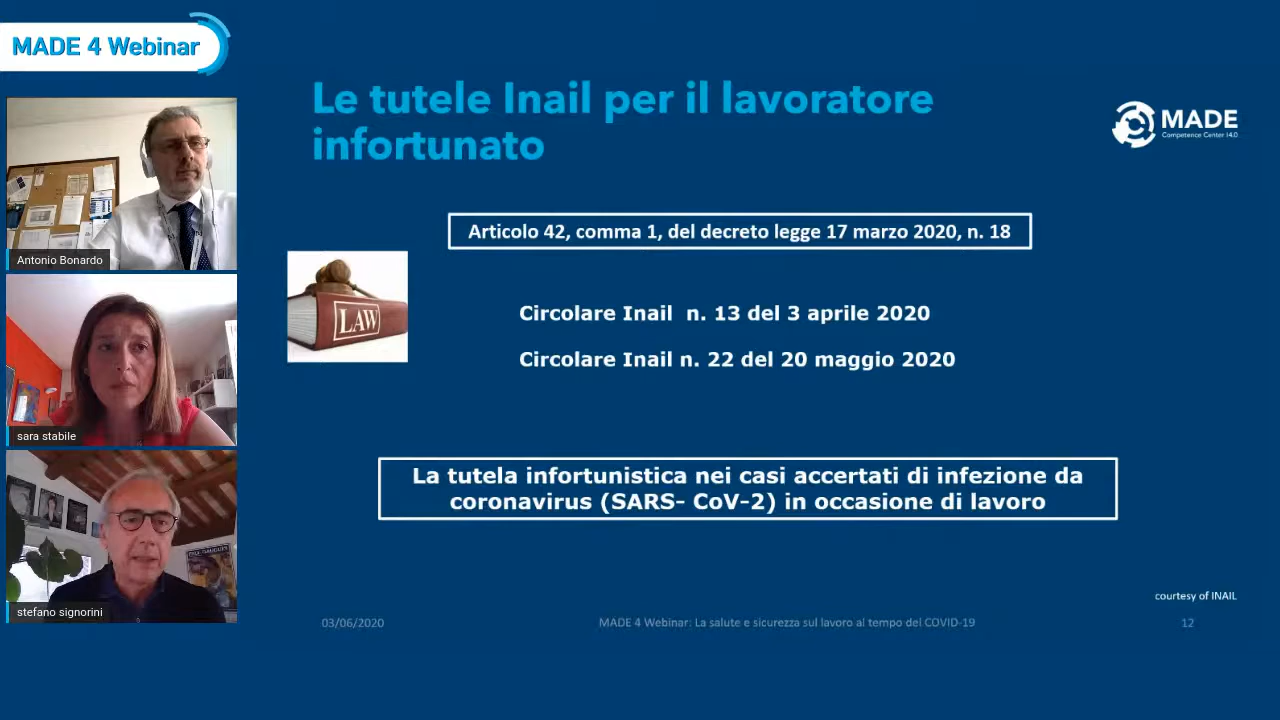 MADE 4 Webinar
Le tutele Inail per il lavoratore
infortunato
MADE
Competence Center I4.0
Articolo 42, comma 1, del decreto legge 17 marzo 2020, n. 18
LAW
Circolare Inail n. 13 del 3 aprile 2020
Circolare Inail n. 22 del 20 maggio 2020
La tutela infortunistica nei casi accertati di infezione da
coronavirus (SARS- CoV-2) in occasione di lavoro
courtesy of INAIL
03/06/2020
MADE 4 Webinar: La salute e sicurezza sul lavoro al tempo del COVID-19
12
Antonio Bonardo
sara stabile
stefano signorini